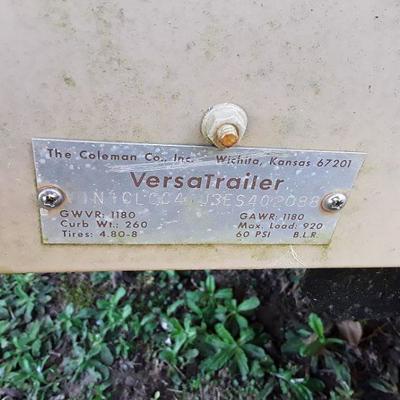 The Coleman Co., Inc. Wichita, Kansas 67201
VersaTrailer
GWVR: 1180 GAWR: 1180
Curb Wt.: 260 Max. Load: 920
Tires: 4.80-8 60 PSI B.L.R.